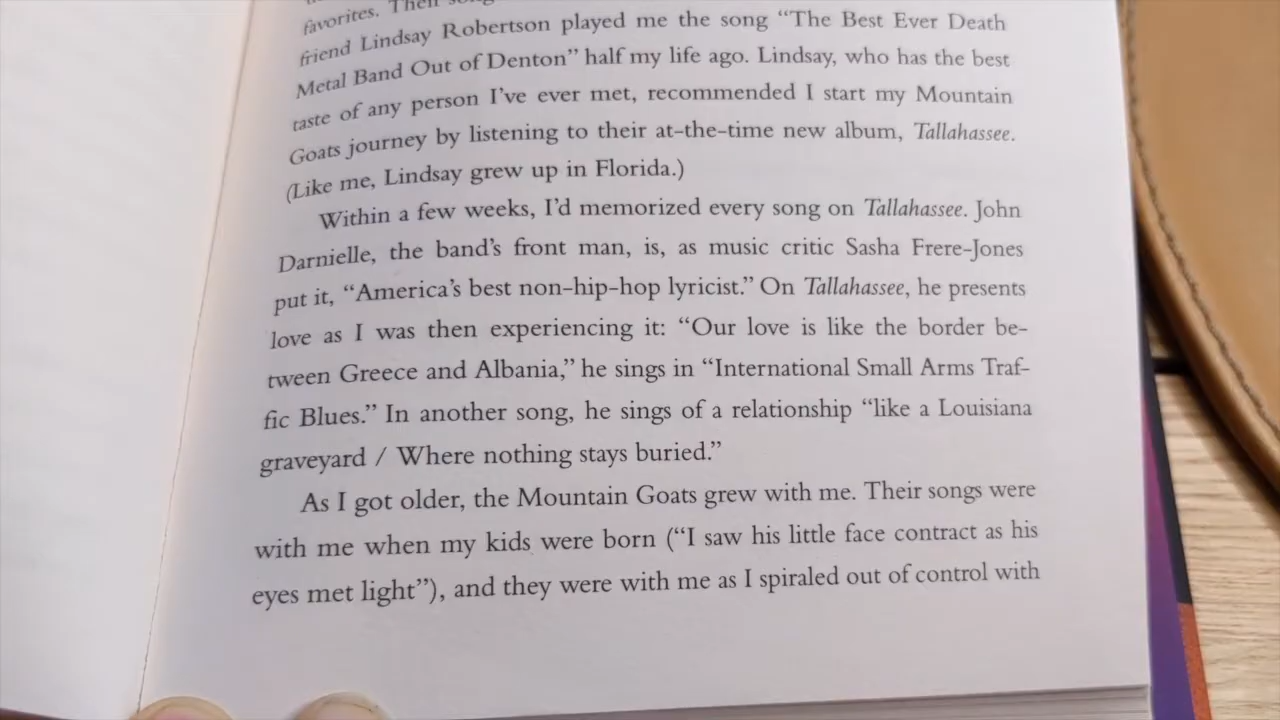 favorites. Their song
friend Lindsay Robertson played me the song “The Best Ever Death
Metal Band Out of Denton” half my life ago. Lindsay, who has the best
taste of any person I’ve ever met, recommended I start my Mountain
Goats journey by listening to their at-the-time new album, Tallahassee.
(Like me, Lindsay grew up in Florida.)
Within a few weeks, I’d memorized every song on Tallahassee. John
Darnielle, the band’s front man, is, as music critic Sasha Frere-Jones
put it, “America’s best non-hip-hop lyricist.” On Tallahassee, he presents
love as I was then experiencing it: “Our love is like the border be-
tween Greece and Albania,” he sings in “International Small Arms Traf-
fic Blues.” In another song, he sings of a relationship “like a Louisiana
graveyard / Where nothing stays buried.”
As I got older, the Mountain Goats grew with me. Their songs were
with me when my kids were born (“I saw his little face contract as his
eyes met light”), and they were with me as I spiraled out of control with